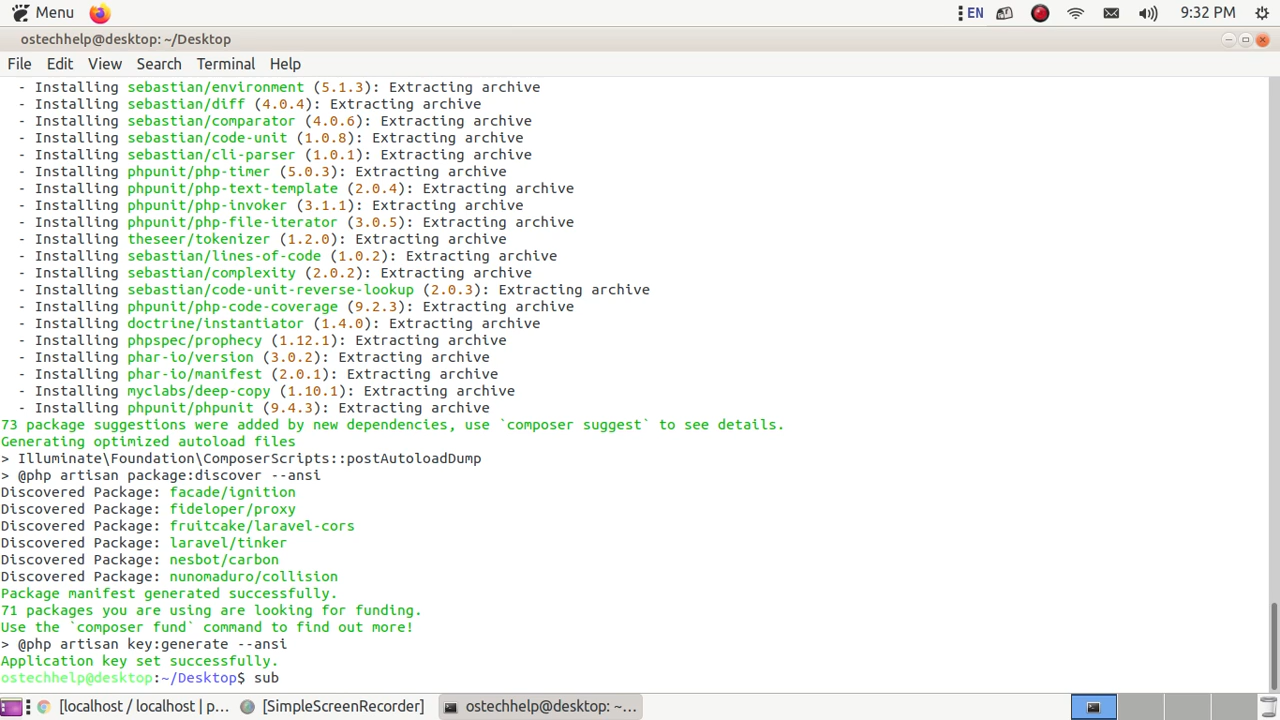 Menu EN 9:32 PM
ostechhelp@desktop: ~/Desktop
File Edit View Search Terminal Help
- Installing sebastian/environment (5.1.3): Extracting archive
- Installing sebastian/diff (4.0.4): Extracting archive
- Installing sebastian/comparator (4.0.6): Extracting archive
- Installing sebastian/code-unit (1.0.8): Extracting archive
- Installing sebastian/cli-parser (1.0.1): Extracting archive
- Installing phpunit/php-timer (5.0.3): Extracting archive
- Installing phpunit/php-text-template (2.0.4): Extracting archive
- Installing phpunit/php-invoker (3.1.1): Extracting archive
- Installing phpunit/php-file-iterator (3.0.5): Extracting archive
- Installing theseer/tokenizer (1.2.0): Extracting archive
- Installing sebastian/lines-of-code (1.0.2): Extracting archive
- Installing sebastian/complexity (2.0.2): Extracting archive
- Installing sebastian/code-unit-reverse-lookup (2.0.3): Extracting archive
- Installing phpunit/php-code-coverage (9.2.3): Extracting archive
- Installing doctrine/instantiator (1.4.0): Extracting archive
- Installing phpspec/prophecy (1.12.1): Extracting archive
- Installing phar-io/version (3.0.2): Extracting archive
- Installing phar-io/manifest (2.0.1): Extracting archive
- Installing myclabs/deep-copy (1.10.1): Extracting archive
- Installing phpunit/phpunit (9.4.3): Extracting archive
73 package suggestions were added by new dependencies, use `composer suggest` to see details.
Generating optimized autoload files
> Illuminate\Foundation\ComposerScripts::postAutoloadDump
> @php artisan package:discover --ansi
Discovered Package: facade/ignition
Discovered Package: fideloper/proxy
Discovered Package: fruitcake/laravel-cors
Discovered Package: laravel/tinker
Discovered Package: nesbot/carbon
Discovered Package: nunomaduro/collision
Package manifest generated successfully.
71 packages you are using are looking for funding.
Use the `composer fund` command to find out more!
> @php artisan key:generate --ansi
Application key set successfully.
ostechhelp@desktop:~/Desktop$ sub
[localhost / localhost | p... [SimpleScreenRecorder] ostechhelp@desktop: ~...